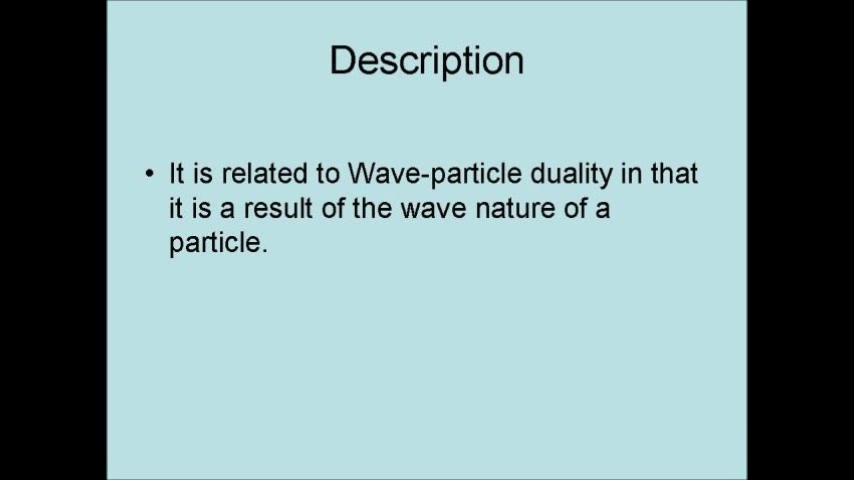 Description
• It is related to Wave-particle duality in that
it is a result of the wave nature of a
particle.